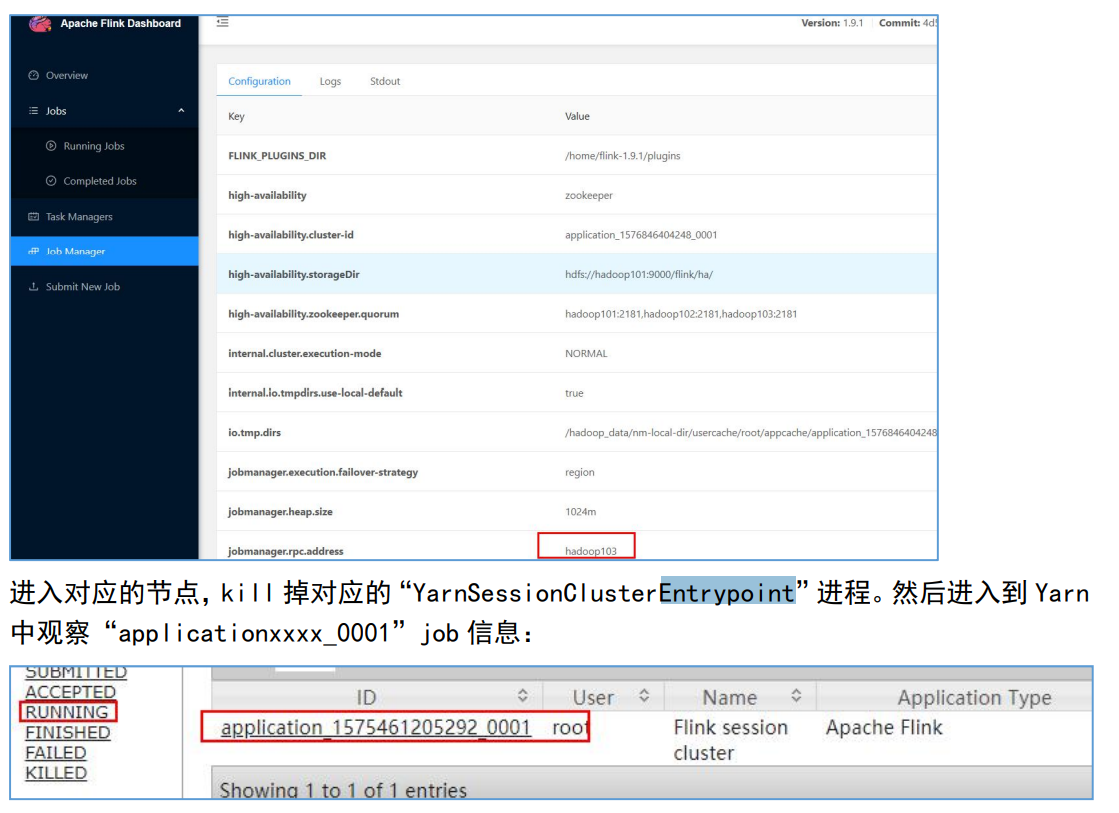 Apache Flink Dashboard
Version: 1.9.1 Commit: 4d5
Overview
Configuration Logs Stdout
Jobs
Key Value
Running Jobs
FLINK_PLUGINS_DIR /home/flink-1.9.1/plugins
Completed Jobs
high-availability zookeeper
Task Managers
high-availability.cluster-id application_1576846404248_0001
Job Manager
high-availability.storageDir hdfs://hadoop101:9000/flink/ha/
Submit New Job
high-availability.zookeeper.quorum hadoop101:2181,hadoop102:2181,hadoop103:2181
internal.cluster.execution-mode NORMAL
internal.io.tmpdirs.use-local-default true
io.tmp.dirs /hadoop_data/nm-local-dir/usercache/root/appcache/application_1576846404248
jobmanager.execution.failover-strategy region
jobmanager.heap.size 1024m
jobmanager.rpc.address hadoop103
进入对应的节点，kill 掉对应的“YarnSessionClusterEntrypoint”进程。然后进入到 Yarn
中观察“applicationxxxx_0001”job 信息：
SUBMITTED
ACCEPTED
RUNNING
FINISHED
FAILED
KILLED
ID User Name Application Type
application_1575461205292_0001 root Flink session Apache Flink
cluster
Showing 1 to 1 of 1 entries